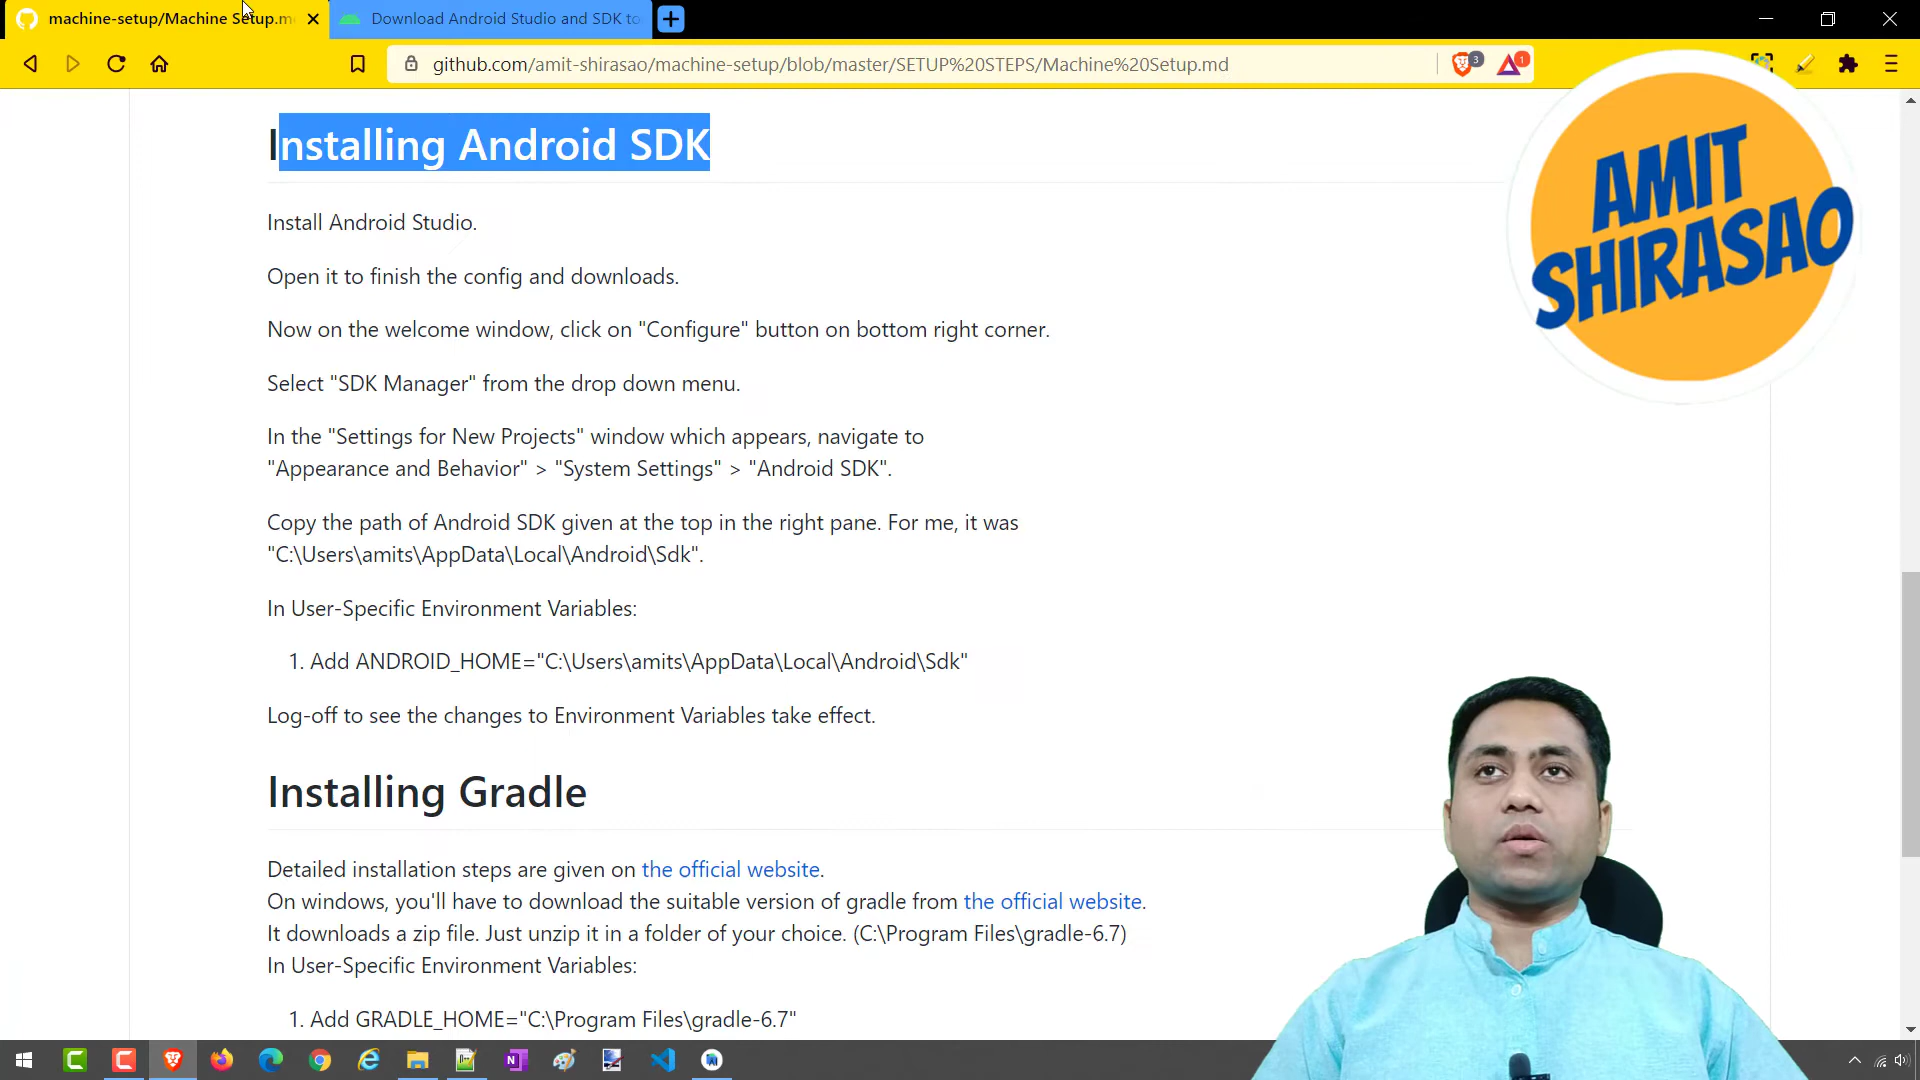 machine-setup/Machine Setup.m
Download Android Studio and SDK to
github.com/amit-shirasao/machine-setup/blob/master/SETUP%20STEPS/Machine%20Setup.md
3
1
Installing Android SDK
AMIT
SHIRASAO
Install Android Studio.
Open it to finish the config and downloads.
Now on the welcome window, click on "Configure" button on bottom right corner.
Select "SDK Manager" from the drop down menu.
In the "Settings for New Projects" window which appears, navigate to
"Appearance and Behavior" > "System Settings" > "Android SDK".
Copy the path of Android SDK given at the top in the right pane. For me, it was
"C:\Users\amits\AppData\Local\Android\Sdk".
In User-Specific Environment Variables:
1. Add ANDROID_HOME="C:\Users\amits\AppData\Local\Android\Sdk"
Log-off to see the changes to Environment Variables take effect.
Installing Gradle
Detailed installation steps are given on the official website.
On windows, you'll have to download the suitable version of gradle from the official website.
It downloads a zip file. Just unzip it in a folder of your choice. (C:\Program Files\gradle-6.7)
In User-Specific Environment Variables:
1. Add GRADLE_HOME="C:\Program Files\gradle-6.7"